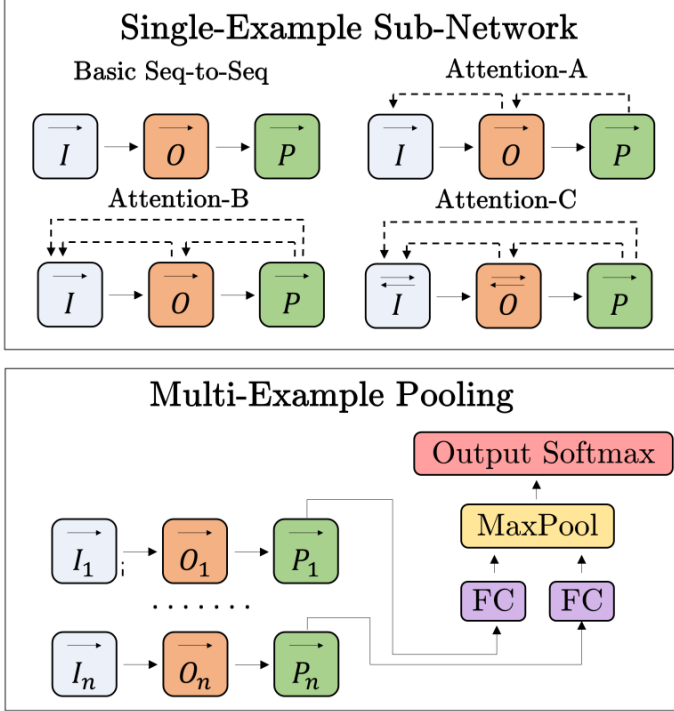 Single-Example Sub-Network
Basic Seq-to-Seq
Attention-A
I O P
I O P
Attention-B
Attention-C
I O P
I O P
Multi-Example Pooling
Output Softmax
MaxPool
I₁ O₁ P₁
FC FC
.......
Iₙ Oₙ Pₙ